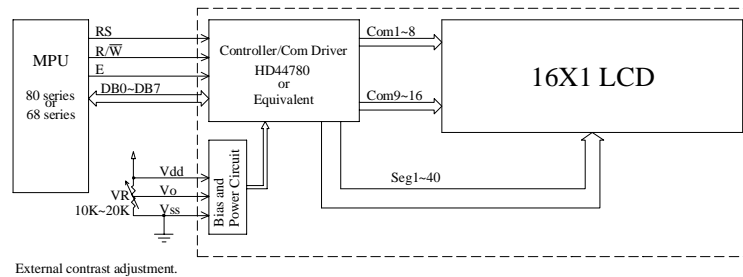 MPU
80 series
or
68 series
RS
R/W̅
E
DB0~DB7
Controller/Com Driver
HD44780
or
Equivalent
Com1~8
Com9~16
16X1 LCD
Seg1~40
Bias and
Power Circuit
Vdd
Vo
Vss
VR
10K~20K
External contrast adjustment.